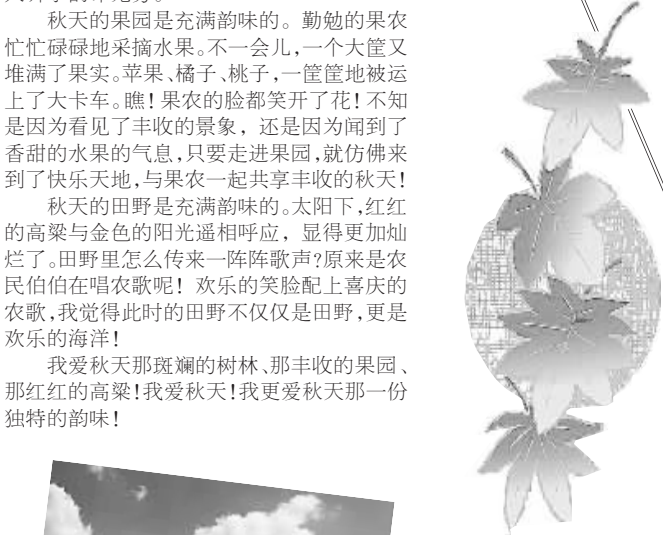 秋天的果园是充满韵味的。勤勉的果农
忙忙碌碌地采摘水果。不一会儿,一个大筐又
堆满了果实。苹果、橘子、桃子,一筐筐地被运
上了大卡车。瞧!果农的脸都笑开了花!不知
是因为看见了丰收的景象，还是因为闻到了
香甜的水果的气息,只要走进果园,就仿佛来
到了快乐天地,与果农一起共享丰收的秋天!
秋天的田野是充满韵味的。太阳下,红红
的高粱与金色的阳光遥相呼应，显得更加灿
烂了。田野里怎么传来一阵阵歌声?原来是农
民伯伯在唱农歌呢！欢乐的笑脸配上喜庆的
农歌,我觉得此时的田野不仅仅是田野,更是
欢乐的海洋!
我爱秋天那斑斓的树林、那丰收的果园、
那红红的高粱!我爱秋天!我更爱秋天那一份
独特的韵味!